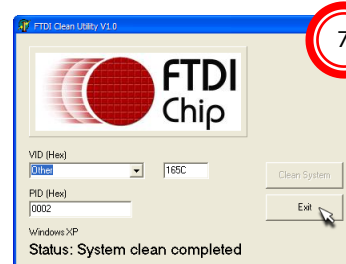 FTDI Clean Utility V1.0
7
FTDI
Chip
VID (Hex)
Other 165C
Clean System
PID (Hex)
0002
Exit
Windows XP
Status: System clean completed